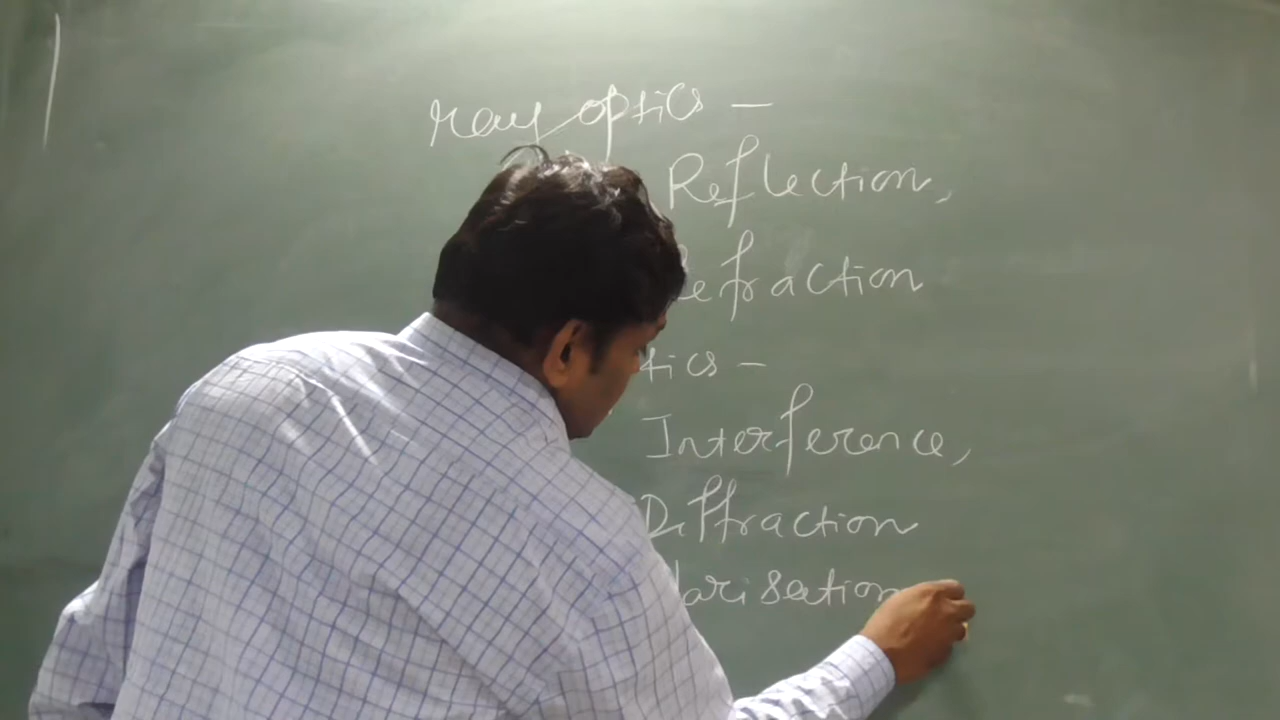 ray optics -
Reflection,
Refraction
tics -
Interference,
Diffraction
larisation